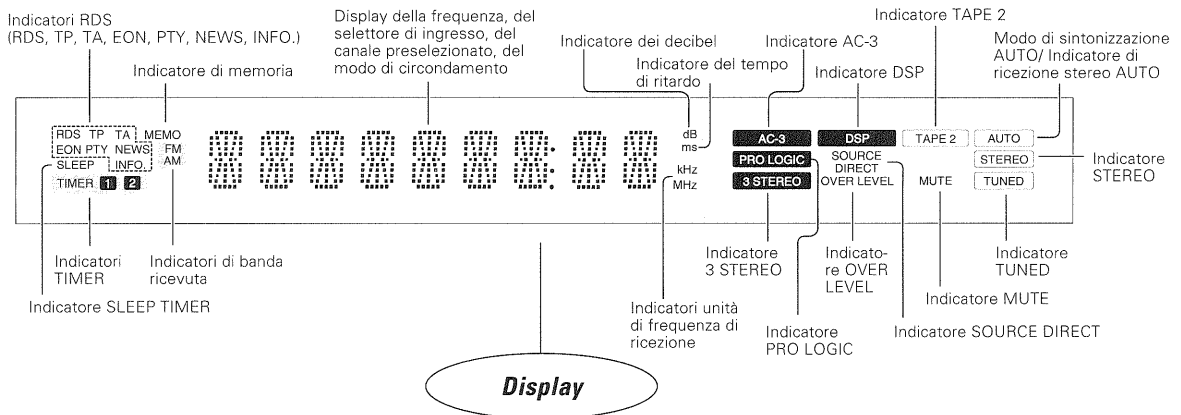 Indicatori RDS
(RDS, TP, TA, EON, PTY, NEWS, INFO.)
Indicatore di memoria
Display della frequenza, del
selettore di ingresso, del
canale preselezionato, del
modo di circondamento
Indicatore dei decibel
Indicatore del tempo
di ritardo
Indicatore AC-3
Indicatore DSP
Indicatore TAPE 2
Modo di sintonizzazione
AUTO/ Indicatore di
ricezione stereo AUTO
RDS TP TA MEMO
EON PTY NEWS FM
SLEEP INFO. AM
TIMER 1 2
dB
ms
kHz
MHz
AC-3 DSP TAPE 2 AUTO
PRO LOGIC SOURCE DIRECT STEREO
3 STEREO OVER LEVEL MUTE TUNED
Indicatore
STEREO
Indicatori
TIMER
Indicatori di banda
ricevuta
Indicatore SLEEP TIMER
Indicatori unità
di frequenza di
ricezione
Indicatore
3 STEREO
Indicatore
PRO LOGIC
Indicato-
re OVER
LEVEL
Indicatore SOURCE DIRECT
Indicatore MUTE
Indicatore
TUNED
Display